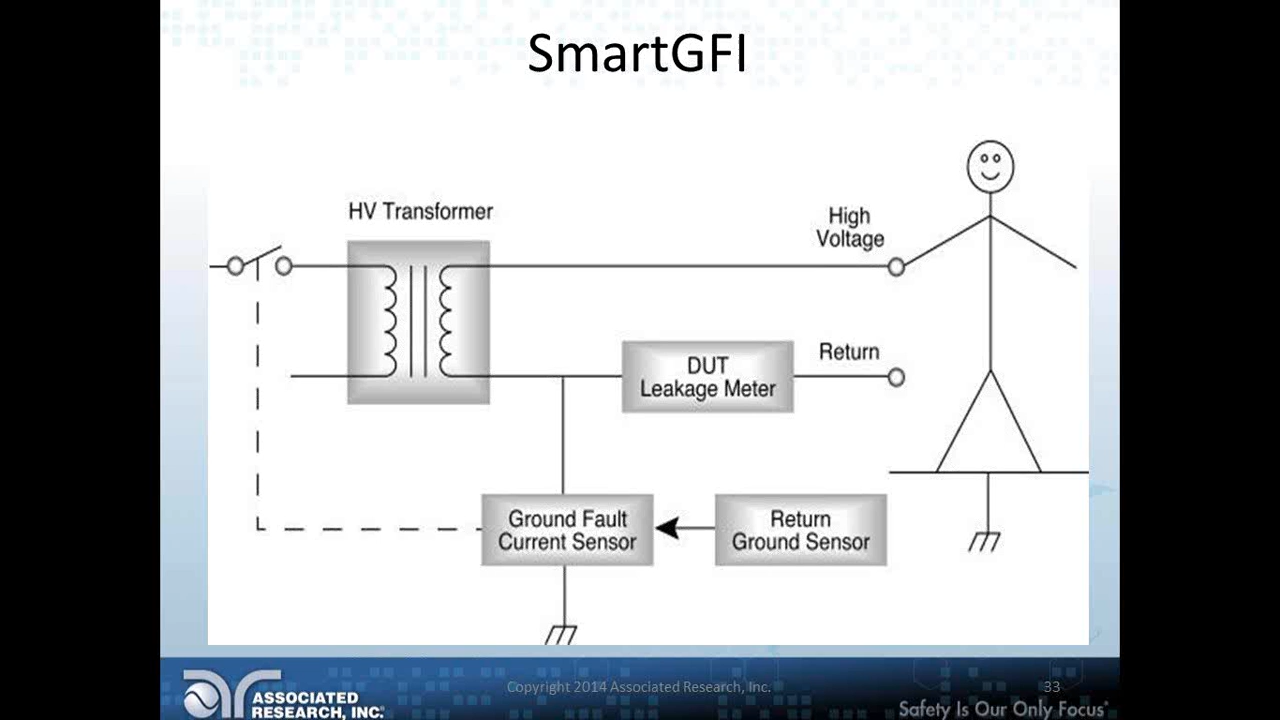 SmartGFI
HV Transformer
High
Voltage
DUT
Leakage Meter
Return
Ground Fault
Current Sensor
Return
Ground Sensor
ASSOCIATED
RESEARCH, INC.
Copyright 2014 Associated Research, Inc.
33
Safety Is Our Only Focus®